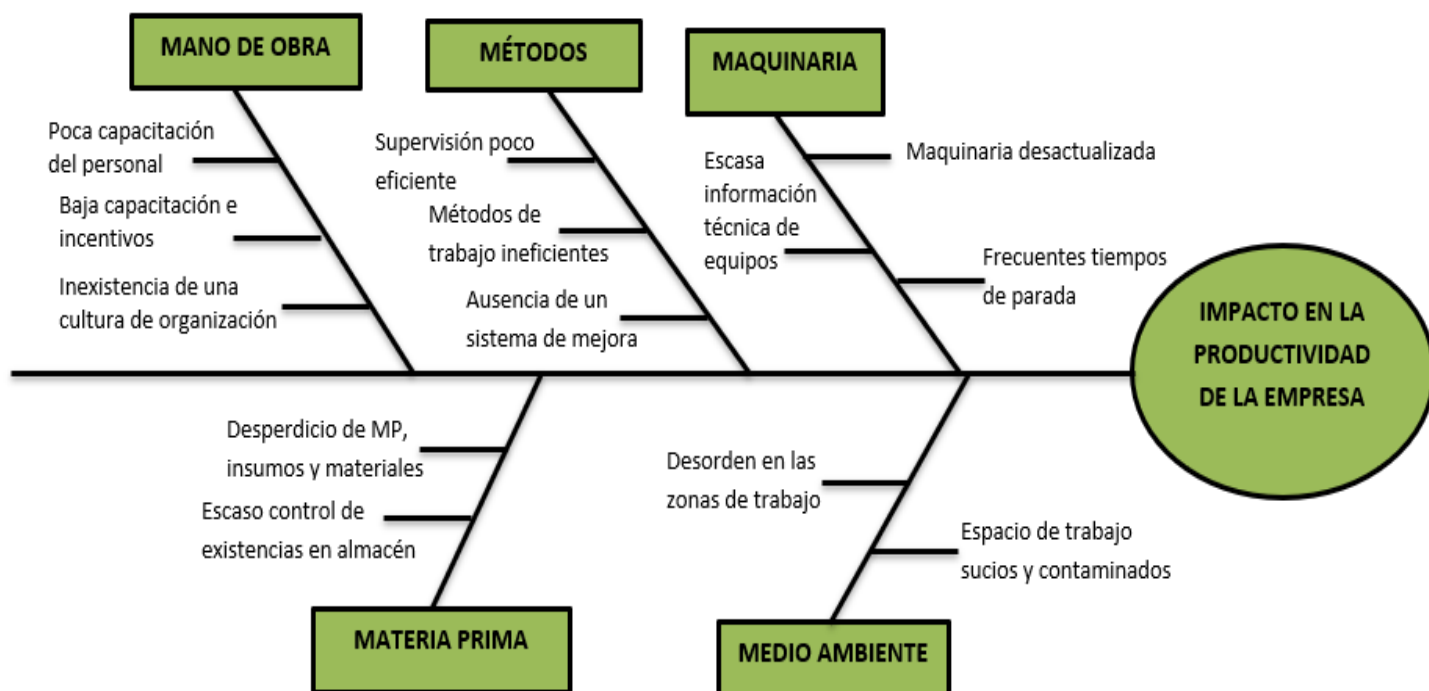 MANO DE OBRA
Poca capacitación
del personal
Baja capacitación e
incentivos
Inexistencia de una
cultura de organización
MÉTODOS
Supervisión poco
eficiente
Métodos de
trabajo ineficientes
Ausencia de un
sistema de mejora
MAQUINARIA
Escasa
información
técnica de
equipos
Maquinaria desactualizada
Frecuentes tiempos
de parada
IMPACTO EN LA
PRODUCTIVIDAD
DE LA EMPRESA
Desperdicio de MP,
insumos y materiales
Escaso control de
existencias en almacén
MATERIA PRIMA
Desorden en las
zonas de trabajo
Espacio de trabajo
sucios y contaminados
MEDIO AMBIENTE